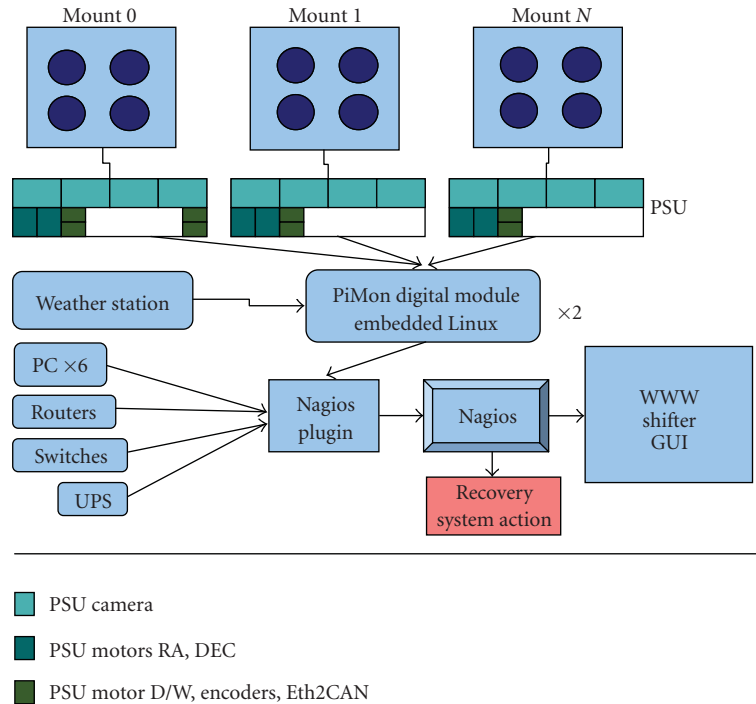 Mount 0
Mount 1
Mount N
PSU
Weather station
PiMon digital module
embedded Linux
×2
PC ×6
Routers
Switches
UPS
Nagios
plugin
Nagios
WWW
shifter
GUI
Recovery
system action
PSU camera
PSU motors RA, DEC
PSU motor D/W, encoders, Eth2CAN